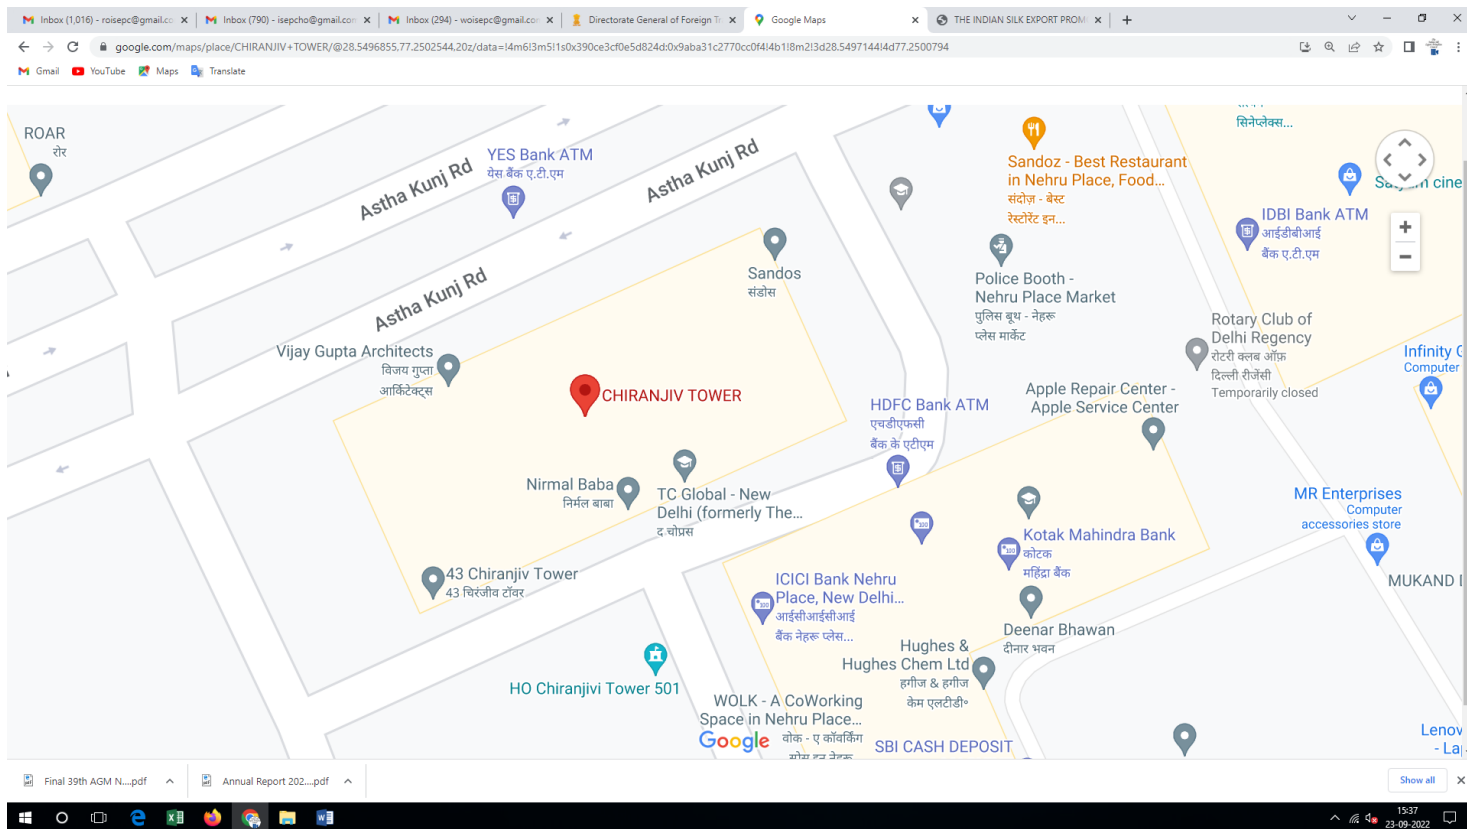 Inbox (1,016) - roisepc@gmail.co
Inbox (790) - isepcho@gmail.con
Inbox (294) - woisepc@gmail.co
Directorate General of Foreign T
Google Maps
THE INDIAN SILK EXPORT PROM
google.com/maps/place/CHIRANJIV+TOWER/@28.5496855,77.2502544,20z/data=!4m6!3m5!1s0x390ce3cf0e5d824d:0x9aba31c2770cc0f4!4b1!8m2!3d28.5497144!4d77.2500794
Gmail
YouTube
Maps
Translate
सिनेप्लेक्स...
ROAR
रोर
YES Bank ATM
येस बैंक ए.टी.एम
Astha Kunj Rd
Astha Kunj Rd
Sandoz - Best Restaurant
in Nehru Place, Food...
संदोज़ - बेस्ट
रेस्टोरेंट इन...
IDBI Bank ATM
आईडीबीआई
बैंक ए.टी.एम
Sandos
संडोस
Police Booth -
Nehru Place Market
पुलिस बूथ - नेहरू
प्लेस मार्केट
Astha Kunj Rd
Rotary Club of
Delhi Regency
रोटरी क्लब ऑफ़
दिल्ली रीजेंसी
Temporarily closed
Vijay Gupta Architects
विजय गुप्ता
आर्किटेक्ट्स
Infinity
Computer
CHIRANJIV TOWER
HDFC Bank ATM
एचडीएफसी
बैंक के एटीएम
Apple Repair Center -
Apple Service Center
Nirmal Baba
निर्मल बाबा
TC Global - New
Delhi (formerly The...
द चोप्रस
MR Enterprises
Computer
accessories store
Kotak Mahindra Bank
कोटक
महिंद्रा बैंक
43 Chiranjiv Tower
43 चिरंजीव टॉवर
ICICI Bank Nehru
Place, New Delhi...
आईसीआईसीआई
बैंक नेहरू प्लेस...
MUKAND
Deenar Bhawan
दीनार भवन
Hughes &
Hughes Chem Ltd
हगीज & हगीज
केम एलटीडी॰
HO Chiranjivi Tower 501
WOLK - A CoWorking
Space in Nehru Place...
वोक - ए कॉवर्किंग
Google
SBI CASH DEPOSIT
Lenov
- La
Final 39th AGM N....pdf
Annual Report 202....pdf
Show all
15:37
23-09-2022